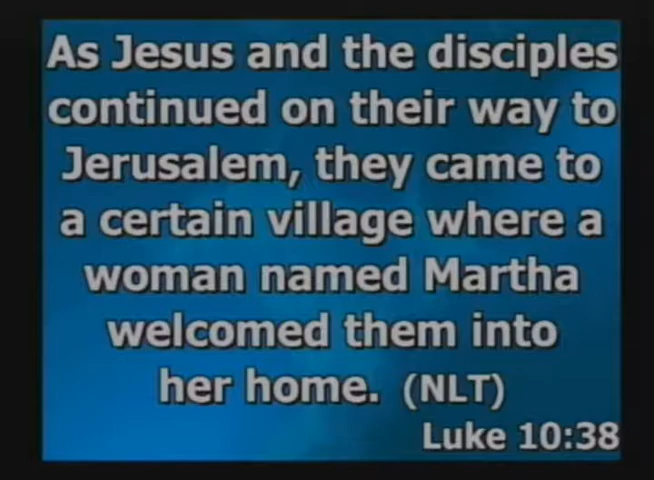 As Jesus and the disciples
continued on their way to
Jerusalem, they came to
a certain village where a
woman named Martha
welcomed them into
her home. (NLT)
Luke 10:38